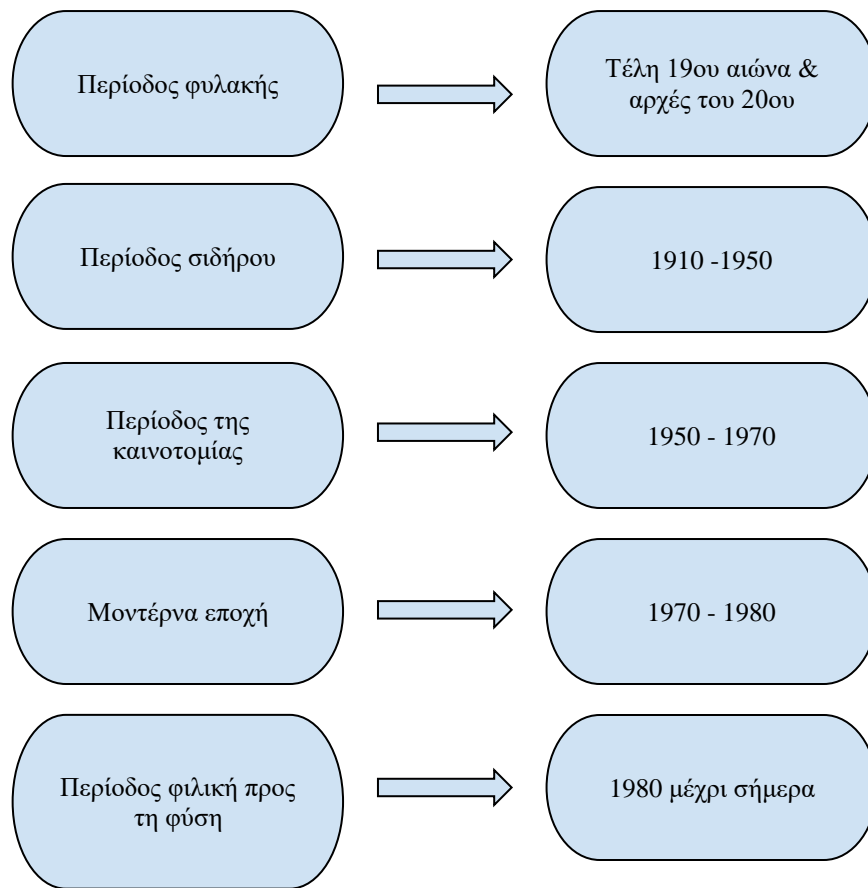 Περίοδος φυλακής
Τέλη 19ου αιώνα &
αρχές του 20ου
Περίοδος σιδήρου
1910 -1950
Περίοδος της
καινοτομίας
1950 - 1970
Μοντέρνα εποχή
1970 - 1980
Περίοδος φιλική προς
τη φύση
1980 μέχρι σήμερα